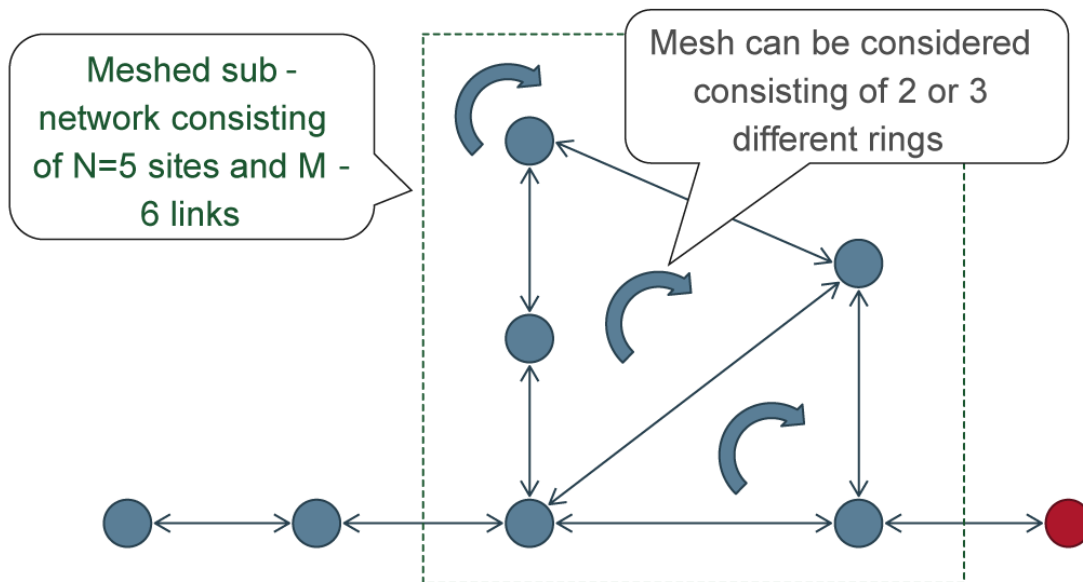 Meshed sub -
network consisting
of N=5 sites and M -
6 links
Mesh can be considered
consisting of 2 or 3
different rings